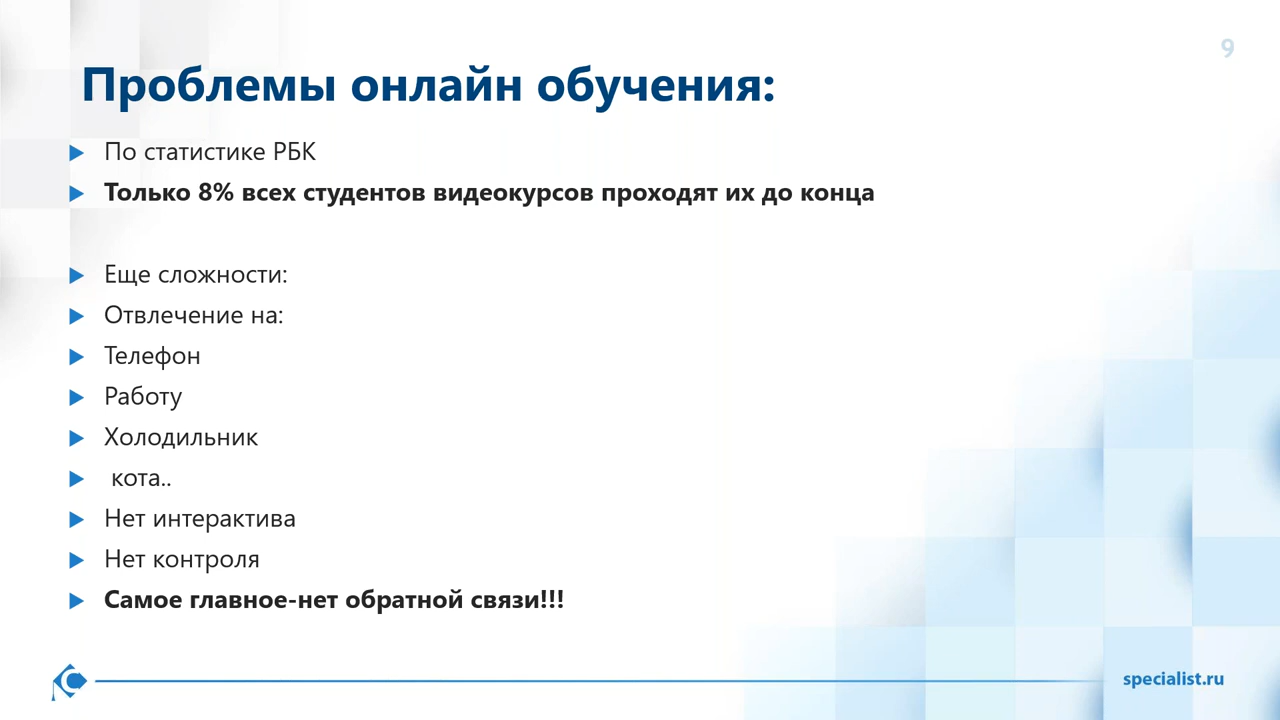 9
Проблемы онлайн обучения:
По статистике РБК
Только 8% всех студентов видеокурсов проходят их до конца
Еще сложности:
Отвлечение на:
Телефон
Работу
Холодильник
кота..
Нет интерактива
Нет контроля
Самое главное-нет обратной связи!!!
specialist.ru